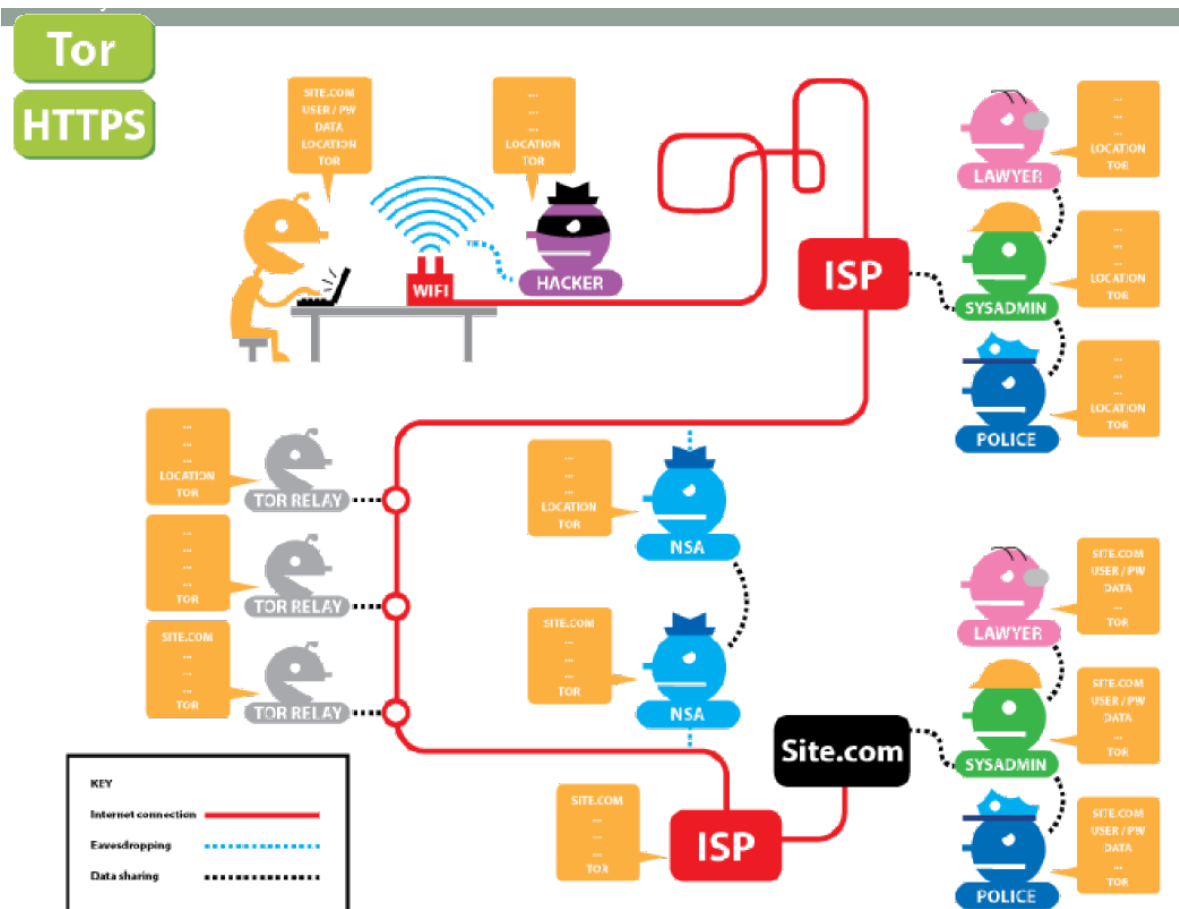 Tor
HTTPS
SITE.COM
USER / PW
DATA
LOCATION
TOR
...
...
...
LOCATION
TOR
WIFI
HACKER
ISP
...
...
...
LOCATION
TOR
LAWYER
...
...
...
LOCATION
TOR
SYSADMIN
...
...
...
LOCATION
TOR
POLICE
...
...
...
LOCATION
TOR
TOR RELAY
...
...
...
...
TOR
TOR RELAY
SITE.COM
...
...
...
TOR
TOR RELAY
...
...
...
LOCATION
TOR
NSA
SITE.COM
...
...
...
TOR
NSA
SITE.COM
USER / PW
DATA
...
TOR
LAWYER
SITE.COM
USER / PW
DATA
...
TOR
SYSADMIN
SITE.COM
USER / PW
DATA
...
TOR
POLICE
Site.com
SITE.COM
...
...
...
TOR
ISP
KEY
Internet connection
Eavesdropping
Data sharing